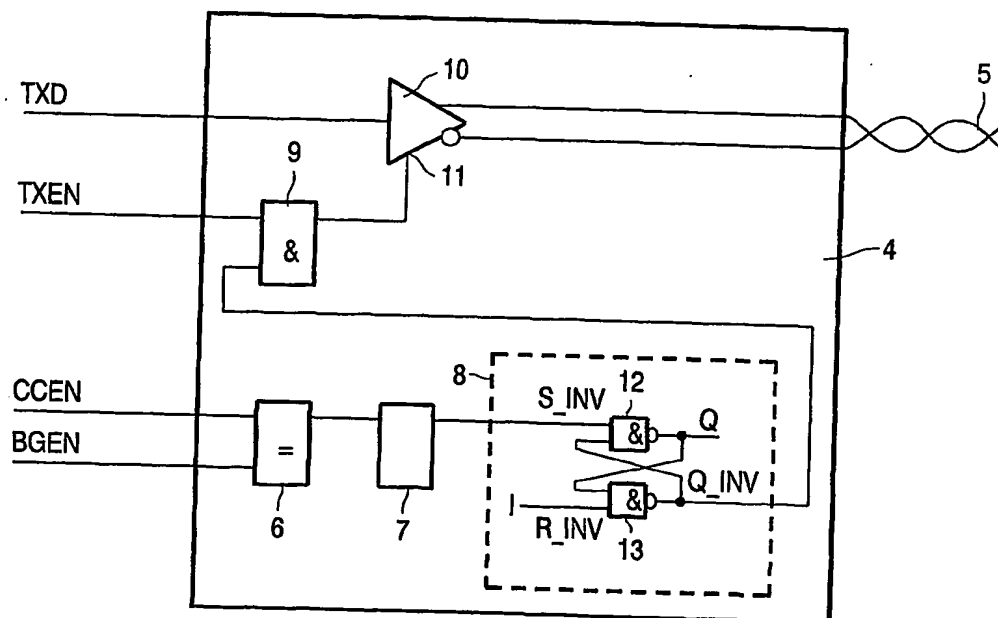 10
5
TXD
9
11
TXEN
&
4
8
12
CCEN
S_INV
&
Q
BGEN
=
Q_INV
&
6
7
R_INV
13